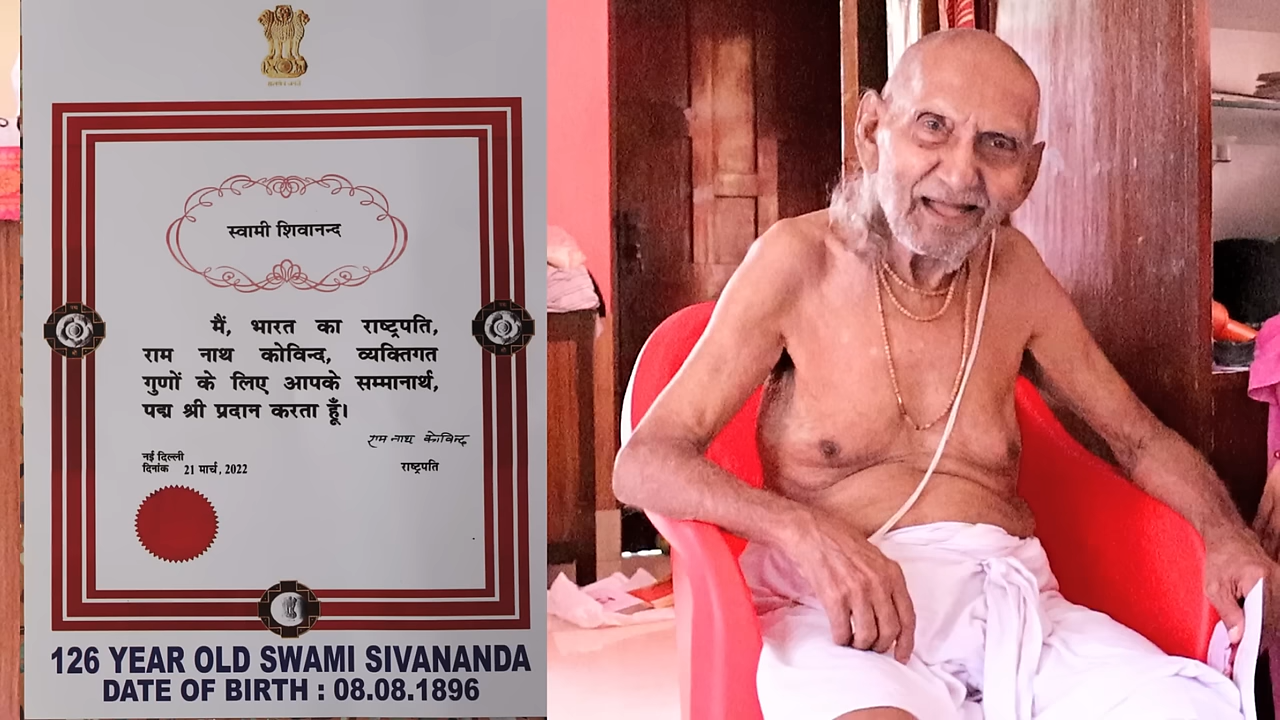 स्वामी शिवानन्द
मैं, भारत का राष्ट्रपति,
राम नाथ कोविन्द, व्यक्तिगत
गुणों के लिए आपके सम्मानार्थ,
पद्म श्री प्रदान करता हूँ।
राम नाथ कोविन्द
नई दिल्ली
दिनांक 21 मार्च, 2022
राष्ट्रपति
126 YEAR OLD SWAMI SIVANANDA
DATE OF BIRTH : 08.08.1896